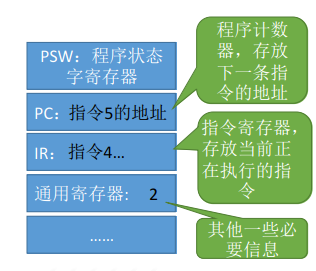 PSW：程序状态
字寄存器
程序计数
器，存放
下一条指
令的地址
PC：指令5的地址
IR：指令4...
指令寄存器，
存放当前正
在执行的指
令
通用寄存器： 2
其他一些必
要信息
......